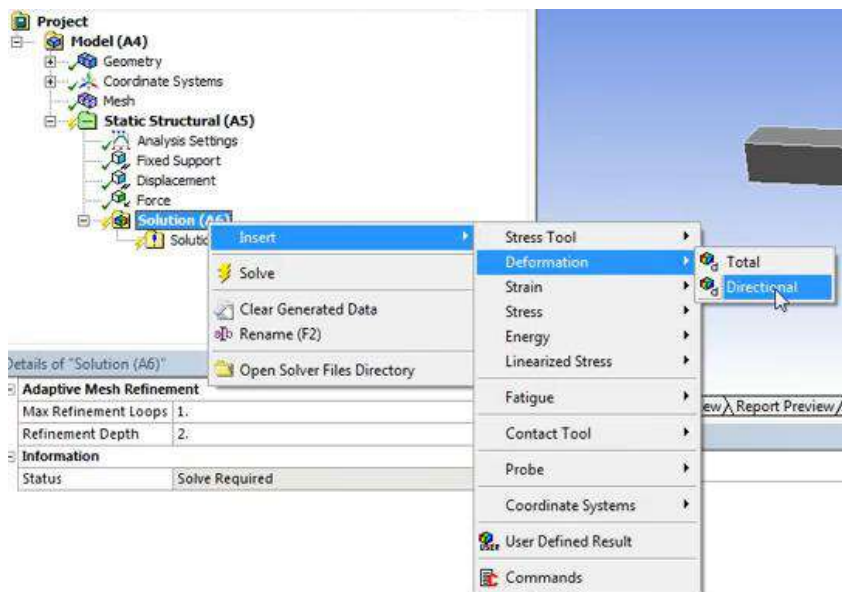 Project
Model (A4)
Geometry
Coordinate Systems
Mesh
Static Structural (A5)
Analysis Settings
Fixed Support
Displacement
Force
Solution (A6)
Insert
Solve
Clear Generated Data
Rename (F2)
Open Solver Files Directory
Stress Tool
Deformation
Strain
Stress
Energy
Linearized Stress
Fatigue
Contact Tool
Probe
Coordinate Systems
User Defined Result
Commands
Total
Directional
Details of "Solution (A6)"
Adaptive Mesh Refinement
Max Refinement Loops 1.
Refinement Depth 2.
Information
Status Solve Required
Report Preview